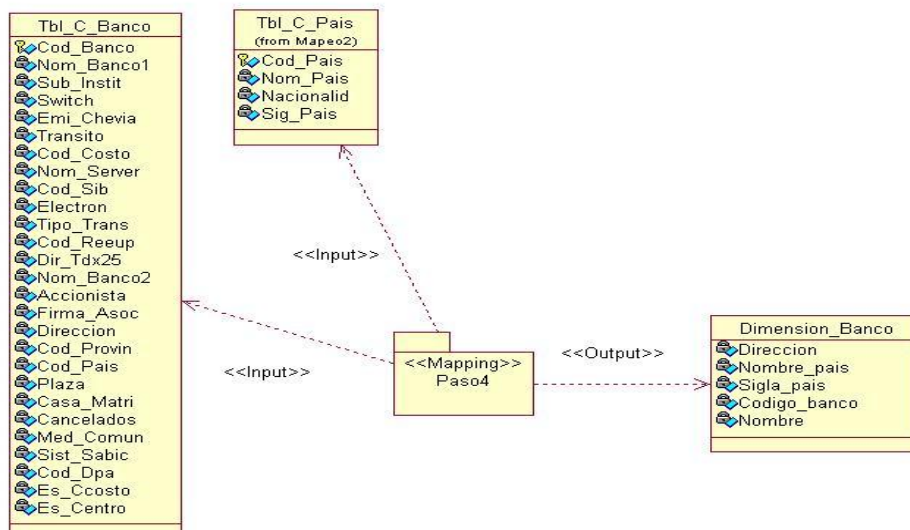 Tbl_C_Banco
Cod_Banco
Nom_Banco1
Sub_Instit
Switch
Emi_Chevia
Transito
Cod_Costo
Nom_Server
Cod_Sib
Electron
Tipo_Trans
Cod_Reeup
Dir_Tdx25
Nom_Banco2
Accionista
Firma_Asoc
Direccion
Cod_Provin
Cod_Pais
Plaza
Casa_Matri
Cancelados
Med_Comun
Sist_Sabic
Cod_Dpa
Es_Ccosto
Es_Centro
Tbl_C_Pais
(from Mapeo2)
Cod_Pais
Nom_Pais
Nacionalid
Sig_Pais
<<Input>>
<<Input>>
<<Mapping>>
Paso4
<<Output>>
Dimension_Banco
Direccion
Nombre_pais
Sigla_pais
Codigo_banco
Nombre